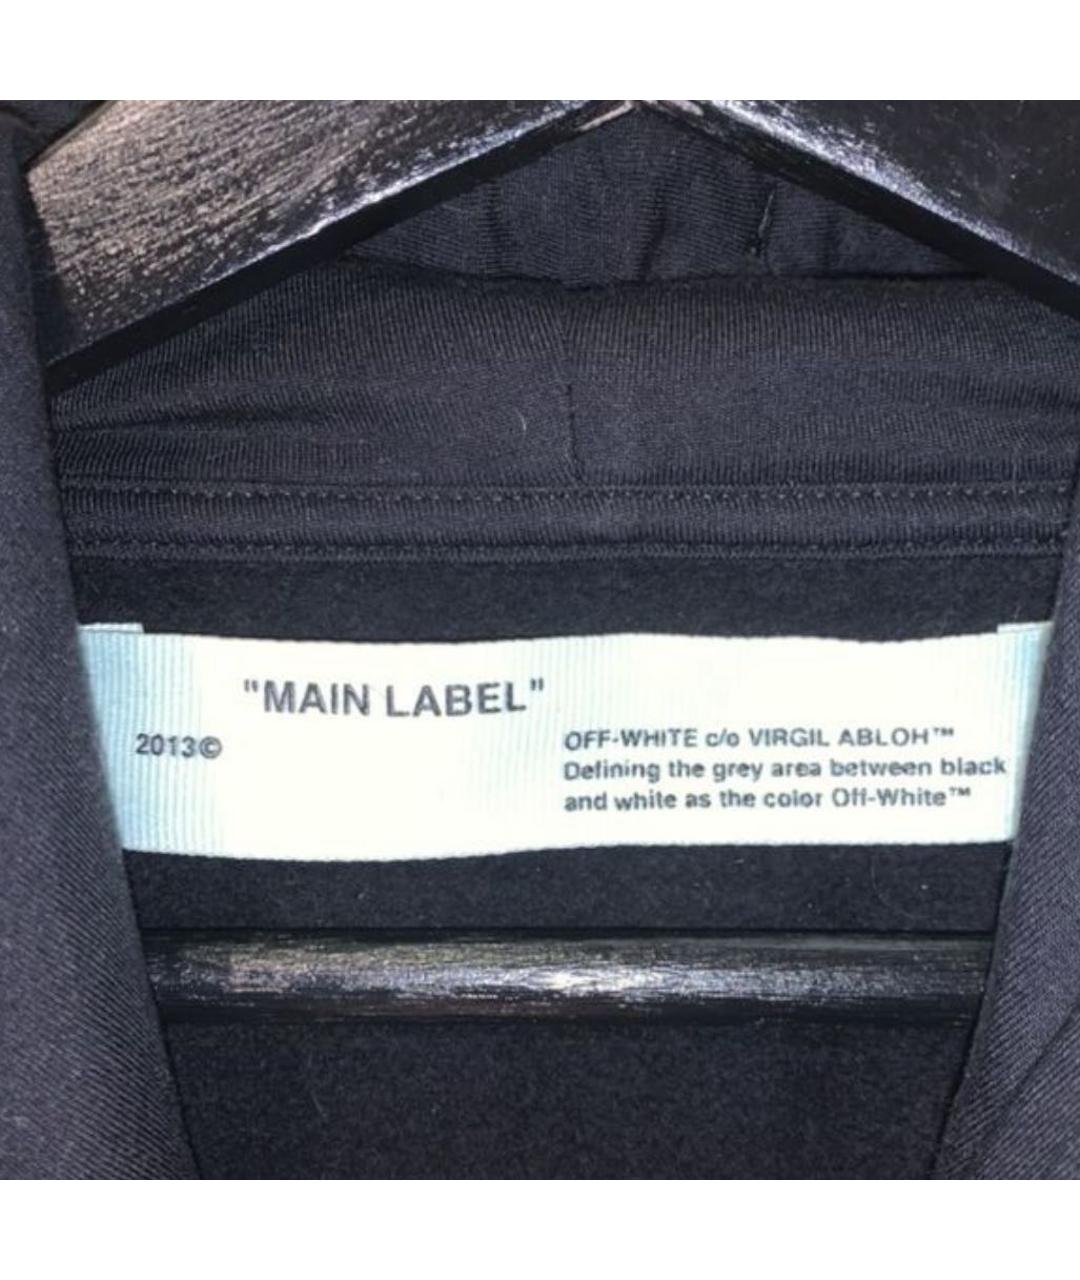 "MAIN LABEL"
2013©
OFF-WHITE c/o VIRGIL ABLOH™
Defining the grey area between black
and white as the color Off-White™